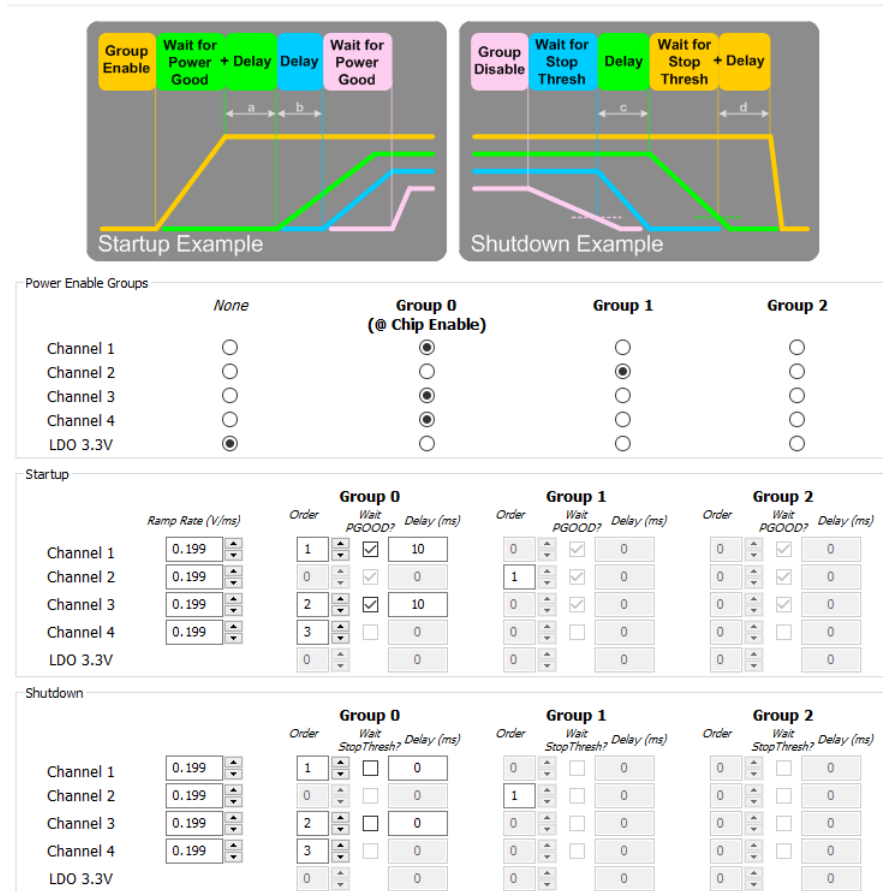 Group Enable
Wait for Power Good
+ Delay
Delay
Wait for Power Good
a
b
Startup Example
Group Disable
Wait for Stop Thresh
Delay
Wait for Stop Thresh
+ Delay
c
d
Shutdown Example
Power Enable Groups
None Group 0 Group 1 Group 2
(@ Chip Enable)
Channel 1
Channel 2
Channel 3
Channel 4
LDO 3.3V
Startup
Group 0 Group 1 Group 2
Ramp Rate (V/ms) Order Wait PGOOD? Delay (ms) Order Wait PGOOD? Delay (ms) Order Wait PGOOD? Delay (ms)
Channel 1 0.199 1 10 0 0 0 0
Channel 2 0.199 0 0 1 0 0 0
Channel 3 0.199 2 10 0 0 0 0
Channel 4 0.199 3 0 0 0 0 0
LDO 3.3V 0 0 0 0 0 0
Shutdown
Group 0 Group 1 Group 2
Order Wait StopThresh? Delay (ms) Order Wait StopThresh? Delay (ms) Order Wait StopThresh? Delay (ms)
Channel 1 0.199 1 0 0 0 0 0
Channel 2 0.199 0 0 1 0 0 0
Channel 3 0.199 2 0 0 0 0 0
Channel 4 0.199 3 0 0 0 0 0
LDO 3.3V 0 0 0 0 0 0